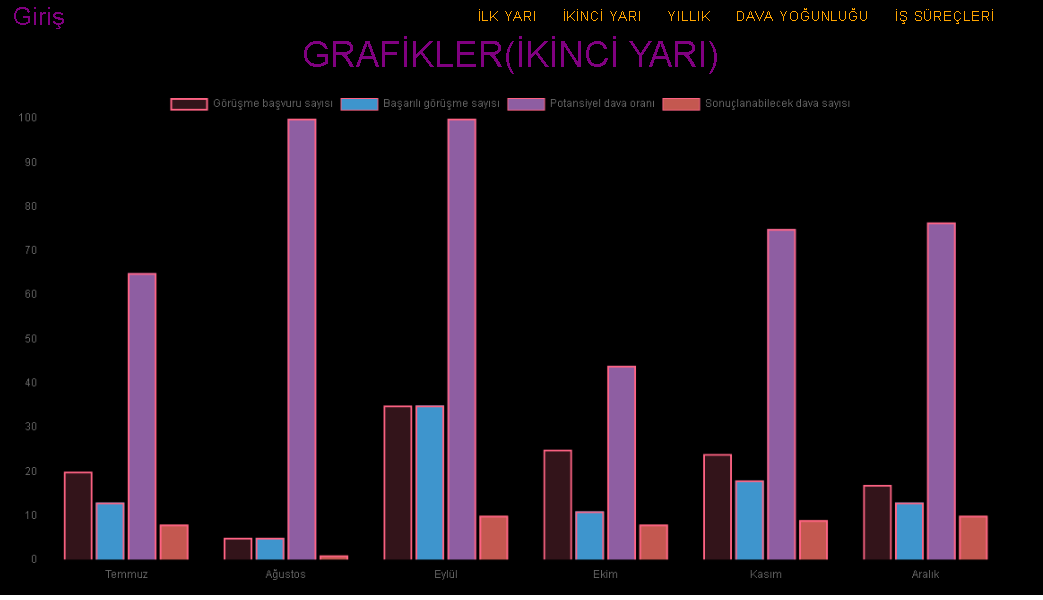 Giriş
İLK YARI İKİNCİ YARI YILLIK DAVA YOĞUNLUĞU İŞ SÜREÇLERİ
GRAFİKLER(İKİNCİ YARI)
Görüşme başvuru sayısı Başarılı görüşme sayısı Potansiyel dava oranı Sonuçlanabilecek dava sayısı
100
90
80
70
60
50
40
30
20
10
0
Temmuz Ağustos Eylül Ekim Kasım Aralık